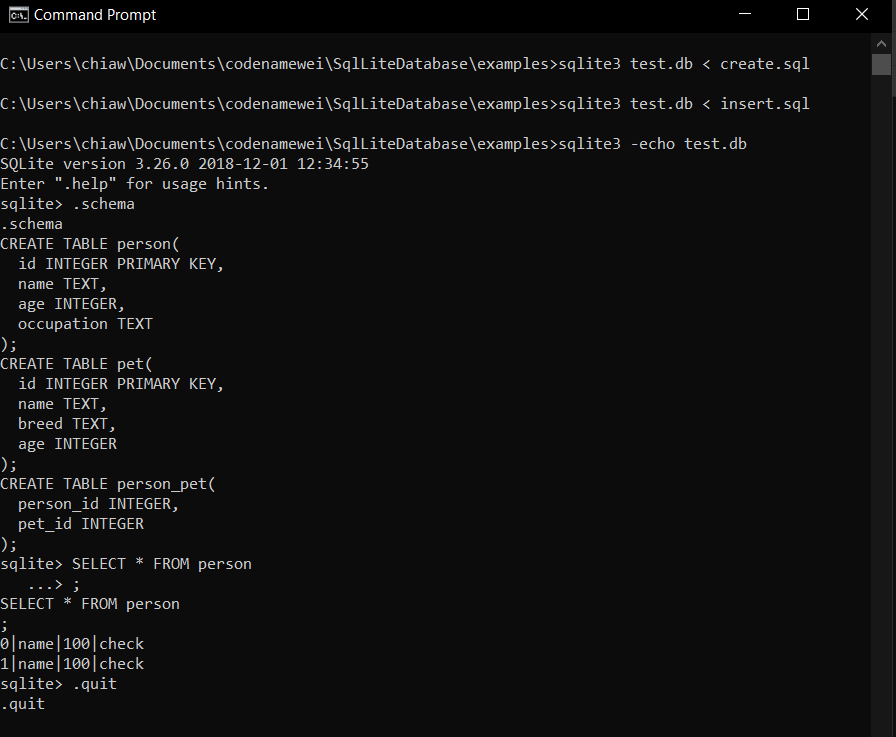 Command Prompt
C:\Users\chiaw\Documents\codenamewei\SqlLiteDatabase\examples>sqlite3 test.db < create.sql
C:\Users\chiaw\Documents\codenamewei\SqlLiteDatabase\examples>sqlite3 test.db < insert.sql
C:\Users\chiaw\Documents\codenamewei\SqlLiteDatabase\examples>sqlite3 -echo test.db
SQLite version 3.26.0 2018-12-01 12:34:55
Enter ".help" for usage hints.
sqlite> .schema
.schema
CREATE TABLE person(
  id INTEGER PRIMARY KEY,
  name TEXT,
  age INTEGER,
  occupation TEXT
);
CREATE TABLE pet(
  id INTEGER PRIMARY KEY,
  name TEXT,
  breed TEXT,
  age INTEGER
);
CREATE TABLE person_pet(
  person_id INTEGER,
  pet_id INTEGER
);
sqlite> SELECT * FROM person
   ...> ;
SELECT * FROM person
;
0|name|100|check
1|name|100|check
sqlite> .quit
.quit